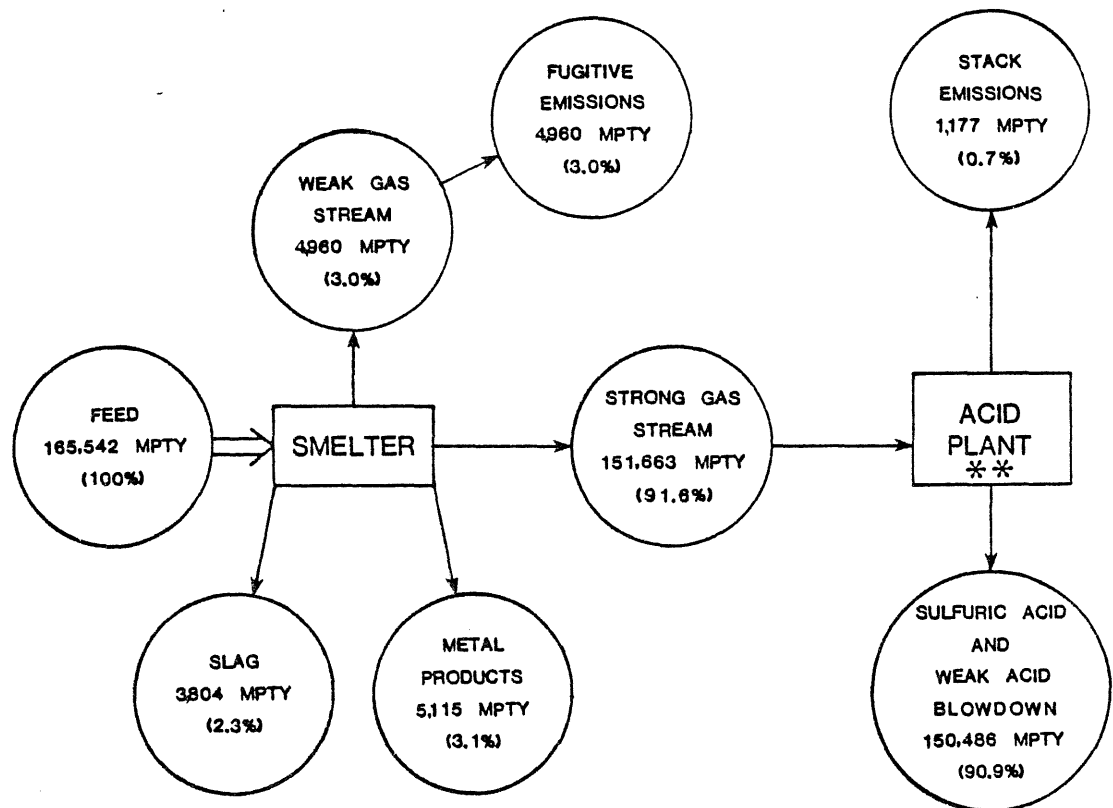 FUGITIVE
EMISSIONS
4,960 MPTY
(3.0%)
STACK
EMISSIONS
1,177 MPTY
(0.7%)
WEAK GAS
STREAM
4,960 MPTY
(3.0%)
FEED
165,542 MPTY
(100%)
SMELTER
STRONG GAS
STREAM
151,663 MPTY
(91.6%)
ACID
PLANT
**
SLAG
3,804 MPTY
(2.3%)
METAL
PRODUCTS
5,115 MPTY
(3.1%)
SULFURIC ACID
AND
WEAK ACID
BLOWDOWN
150,486 MPTY
(90.9%)